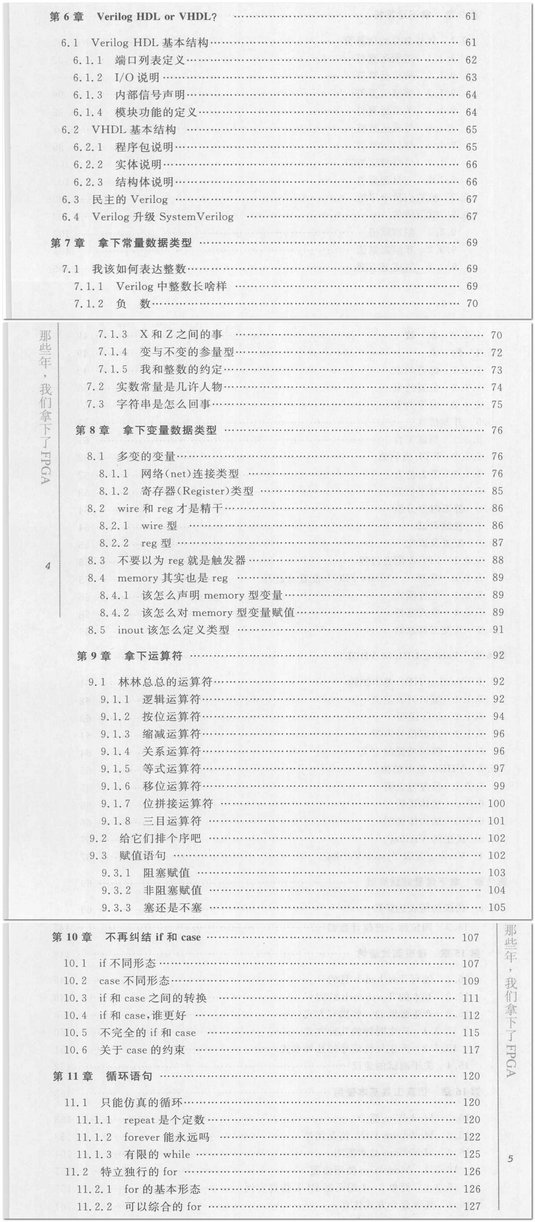 第6章 Verilog HDL or VHDL? …… 61
6.1 Verilog HDL 基本结构 …… 61
6.1.1 端口列表定义 …… 62
6.1.2 I/O 说明 …… 63
6.1.3 内部信号声明 …… 64
6.1.4 模块功能的定义 …… 64
6.2 VHDL 基本结构 …… 65
6.2.1 程序包说明 …… 65
6.2.2 实体说明 …… 66
6.2.3 结构体说明 …… 66
6.3 民主的 Verilog …… 67
6.4 Verilog 升级 SystemVerilog …… 67
第7章 拿下常量数据类型 …… 69
7.1 我该如何表达整数 …… 69
7.1.1 Verilog 中整数长啥样 …… 69
7.1.2 负 数 …… 70
7.1.3 X 和 Z 之间的事 …… 70
7.1.4 变与不变的参量型 …… 72
7.1.5 我和整数的约定 …… 73
7.2 实数常量是几许人物 …… 74
7.3 字符串是怎么回事 …… 75
第8章 拿下变量数据类型 …… 76
8.1 多变的变量 …… 76
8.1.1 网络(net)连接类型 …… 76
8.1.2 寄存器(Register)类型 …… 85
8.2 wire 和 reg 才是精干 …… 86
8.2.1 wire 型 …… 86
8.2.2 reg 型 …… 87
8.3 不要以为 reg 就是触发器 …… 88
8.4 memory 其实也是 reg …… 89
8.4.1 该怎么声明 memory 型变量 …… 89
8.4.2 该怎么对 memory 型变量赋值 …… 89
8.5 inout 该怎么定义类型 …… 91
第9章 拿下运算符 …… 92
9.1 林林总总的运算符 …… 92
9.1.1 逻辑运算符 …… 92
9.1.2 按位运算符 …… 94
9.1.3 缩减运算符 …… 96
9.1.4 关系运算符 …… 96
9.1.5 等式运算符 …… 97
9.1.6 移位运算符 …… 99
9.1.7 位拼接运算符 …… 100
9.1.8 三目运算符 …… 101
9.2 给它们排个序吧 …… 102
9.3 赋值语句 …… 102
9.3.1 阻塞赋值 …… 103
9.3.2 非阻塞赋值 …… 104
9.3.3 塞还是不塞 …… 105
那些年，我们拿下了FPGA
4
第10章 不再纠结 if 和 case …… 107
10.1 if 不同形态 …… 107
10.2 case 不同形态 …… 109
10.3 if 和 case 之间的转换 …… 111
10.4 if 和 case,谁更好 …… 112
10.5 不完全的 if 和 case …… 115
10.6 关于 case 的约束 …… 117
第11章 循环语句 …… 120
11.1 只能仿真的循环 …… 120
11.1.1 repeat 是个定数 …… 120
11.1.2 forever 能永远吗 …… 122
11.1.3 有限的 while …… 125
11.2 特立独行的 for …… 126
11.2.1 for 的基本形态 …… 126
11.2.2 可以综合的 for …… 127
那些年，我们拿下了FPGA
5